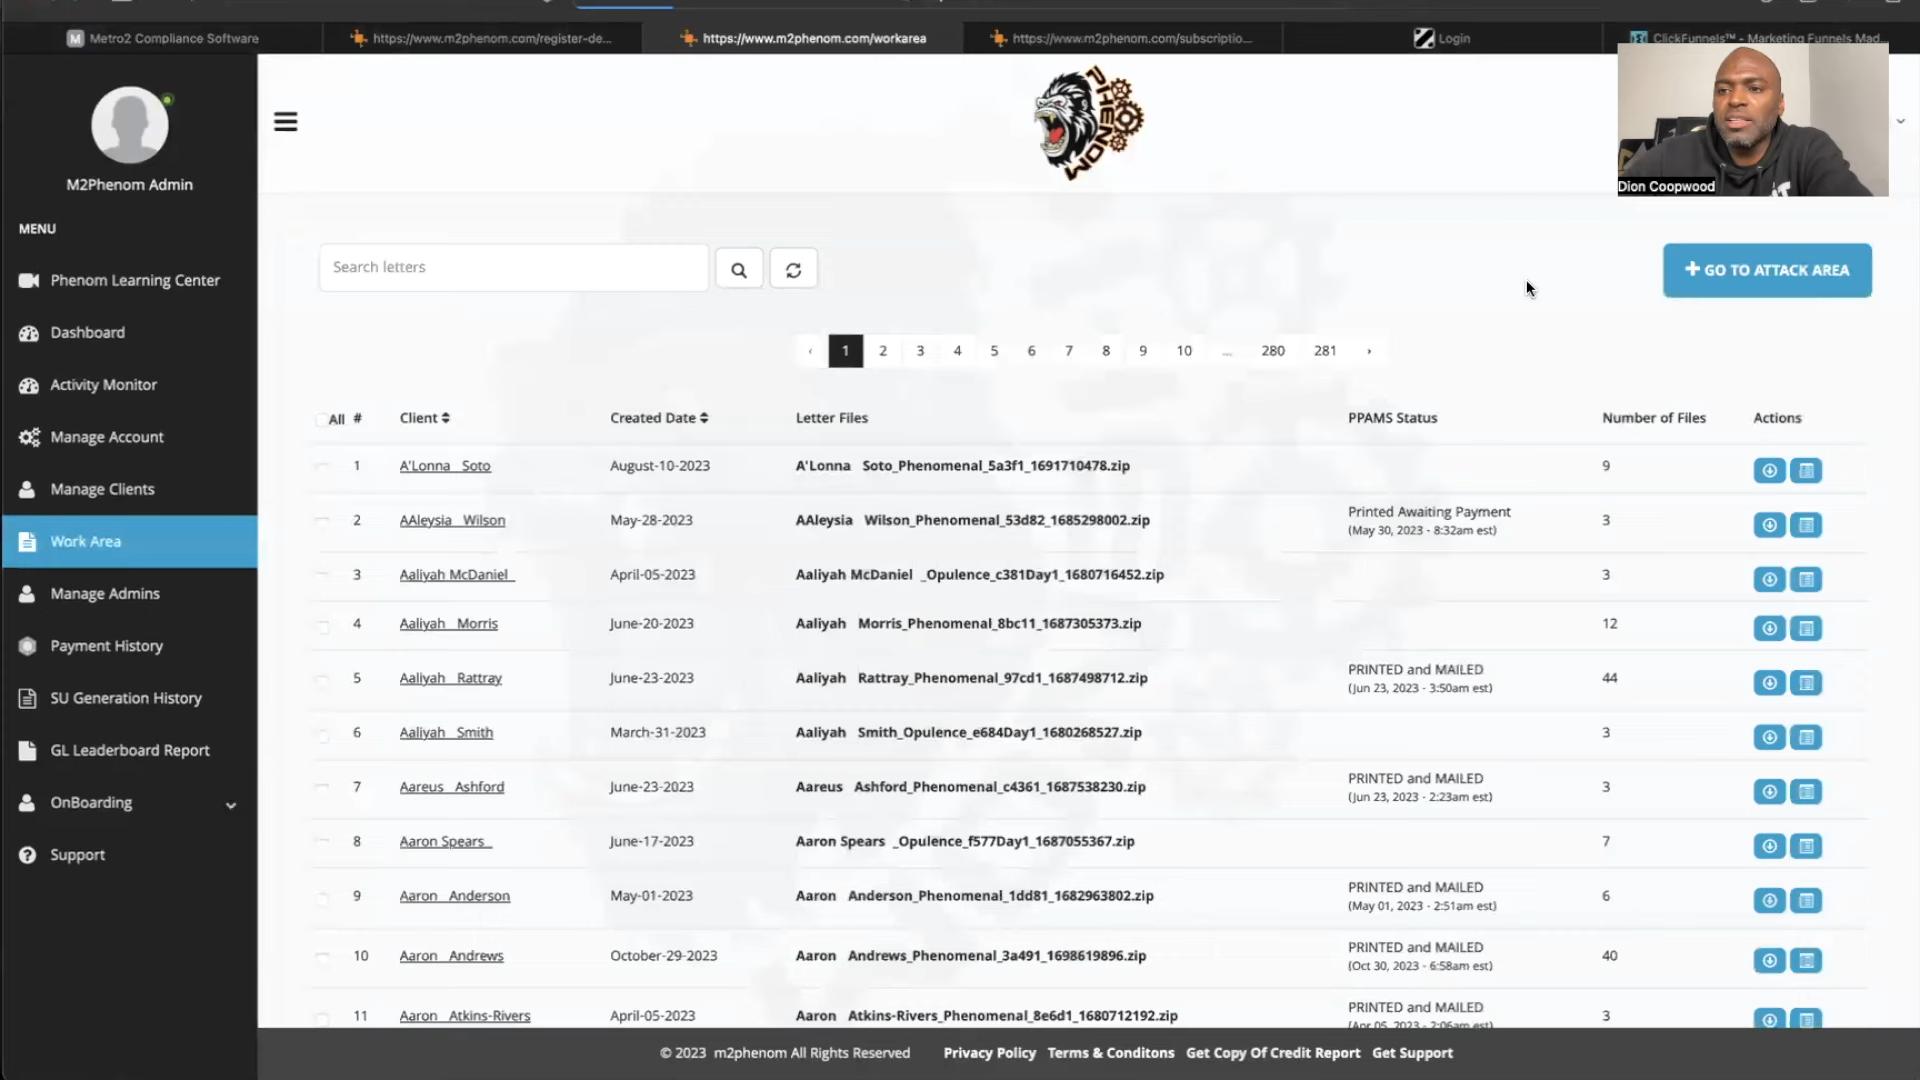 Metro2 Compliance Software
https://www.m2phenom.com/register-de...
https://www.m2phenom.com/workarea
https://www.m2phenom.com/subscriptio...
Login
ClickFunnels™ - Marketing Funnels Mad...
PHENOM
Dion Coopwood
M2Phenom Admin
MENU
Phenom Learning Center
Dashboard
Activity Monitor
Manage Account
Manage Clients
Work Area
Manage Admins
Payment History
SU Generation History
GL Leaderboard Report
OnBoarding
Support
Search letters
+ GO TO ATTACK AREA
‹ 1 2 3 4 5 6 7 8 9 10 ... 280 281 ›
All # Client Created Date Letter Files PPAMS Status Number of Files Actions
1 A'Lonna Soto August-10-2023 A'Lonna Soto_Phenomenal_5a3f1_1691710478.zip 9
2 AAleysia Wilson May-28-2023 AAleysia Wilson_Phenomenal_53d82_1685298002.zip Printed Awaiting Payment 3
(May 30, 2023 - 8:32am est)
3 Aaliyah McDaniel April-05-2023 Aaliyah McDaniel _Opulence_c381Day1_1680716452.zip 3
4 Aaliyah Morris June-20-2023 Aaliyah Morris_Phenomenal_8bc11_1687305373.zip 12
5 Aaliyah Rattray June-23-2023 Aaliyah Rattray_Phenomenal_97cd1_1687498712.zip PRINTED and MAILED 44
(Jun 23, 2023 - 3:50am est)
6 Aaliyah Smith March-31-2023 Aaliyah Smith_Opulence_e684Day1_1680268527.zip 3
7 Aareus Ashford June-23-2023 Aareus Ashford_Phenomenal_c4361_1687538230.zip PRINTED and MAILED 3
(Jun 23, 2023 - 2:23am est)
8 Aaron Spears June-17-2023 Aaron Spears _Opulence_f577Day1_1687055367.zip 7
9 Aaron Anderson May-01-2023 Aaron Anderson_Phenomenal_1dd81_1682963802.zip PRINTED and MAILED 6
(May 01, 2023 - 2:51am est)
10 Aaron Andrews October-29-2023 Aaron Andrews_Phenomenal_3a491_1698619896.zip PRINTED and MAILED 40
(Oct 30, 2023 - 6:58am est)
11 Aaron Atkins-Rivers April-05-2023 Aaron Atkins-Rivers_Phenomenal_8e6d1_1680712192.zip PRINTED and MAILED 3
(Apr 05, 2023 - 2:06am est)
© 2023 m2phenom All Rights Reserved Privacy Policy Terms & Conditons Get Copy Of Credit Report Get Support